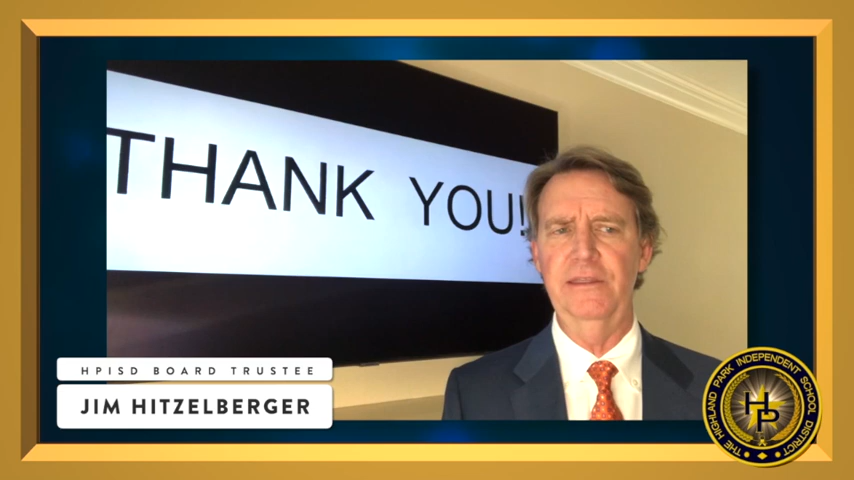 THANK YOU!
HPISD BOARD TRUSTEE
JIM HITZELBERGER
THE HIGHLAND PARK INDEPENDENT SCHOOL DISTRICT
HP